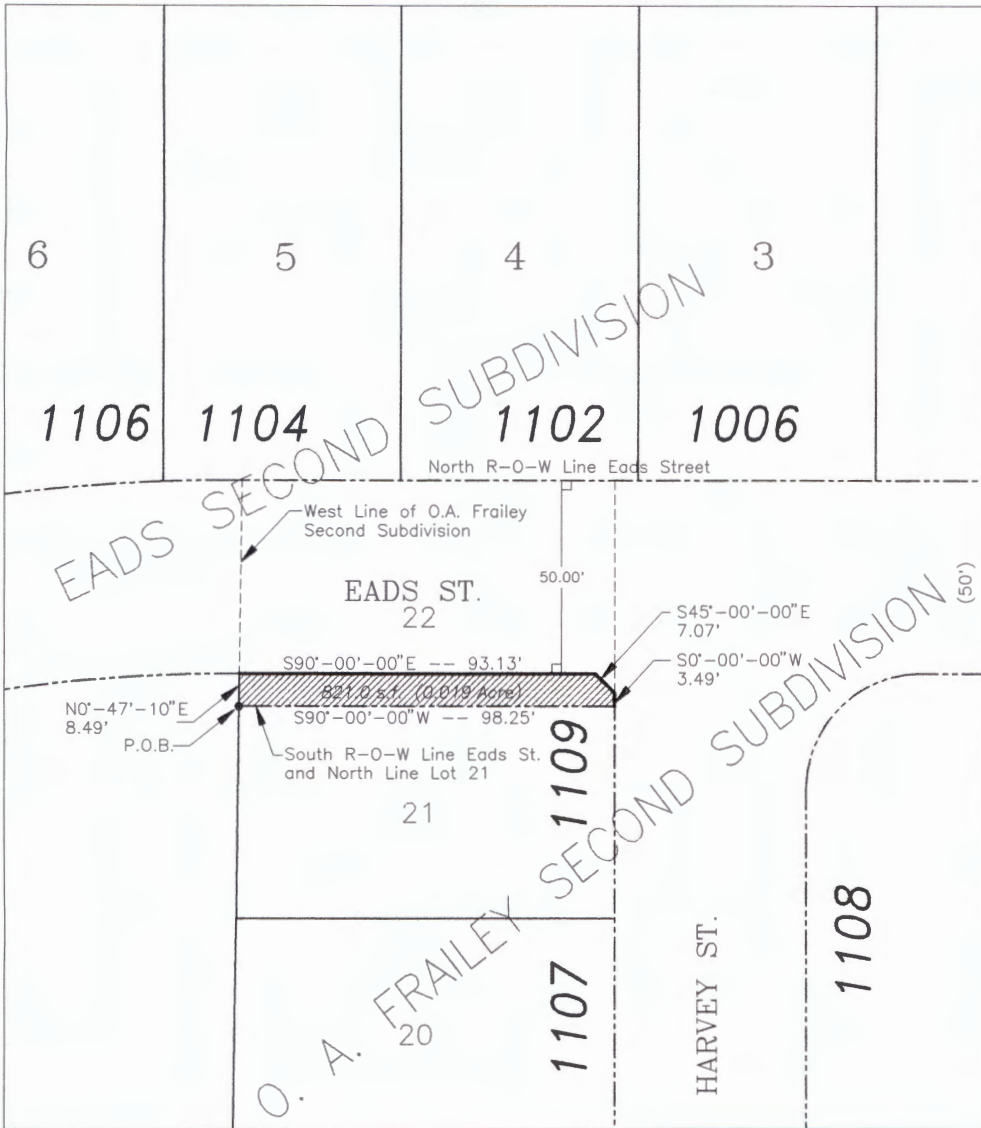 6
5
4
3
EADS SECOND SUBDIVISION
1106
1104
1102
1006
North R-O-W Line Eads Street
West Line of O.A. Frailey
Second Subdivision
EADS ST.
22
50.00'
(50')
S45°-00'-00"E
7.07'
S0°-00'-00"W
3.49'
S90°-00'-00"E -- 93.13'
821.0 s.f. (0.019 Acre)
S90°-00'-00"W -- 98.25'
N0°-47'-10"E
8.49'
P.O.B.
South R-O-W Line Eads St.
and North Line Lot 21
21
1109
O. A. FRAILEY SECOND SUBDIVISION
20
1107
HARVEY ST.
1108